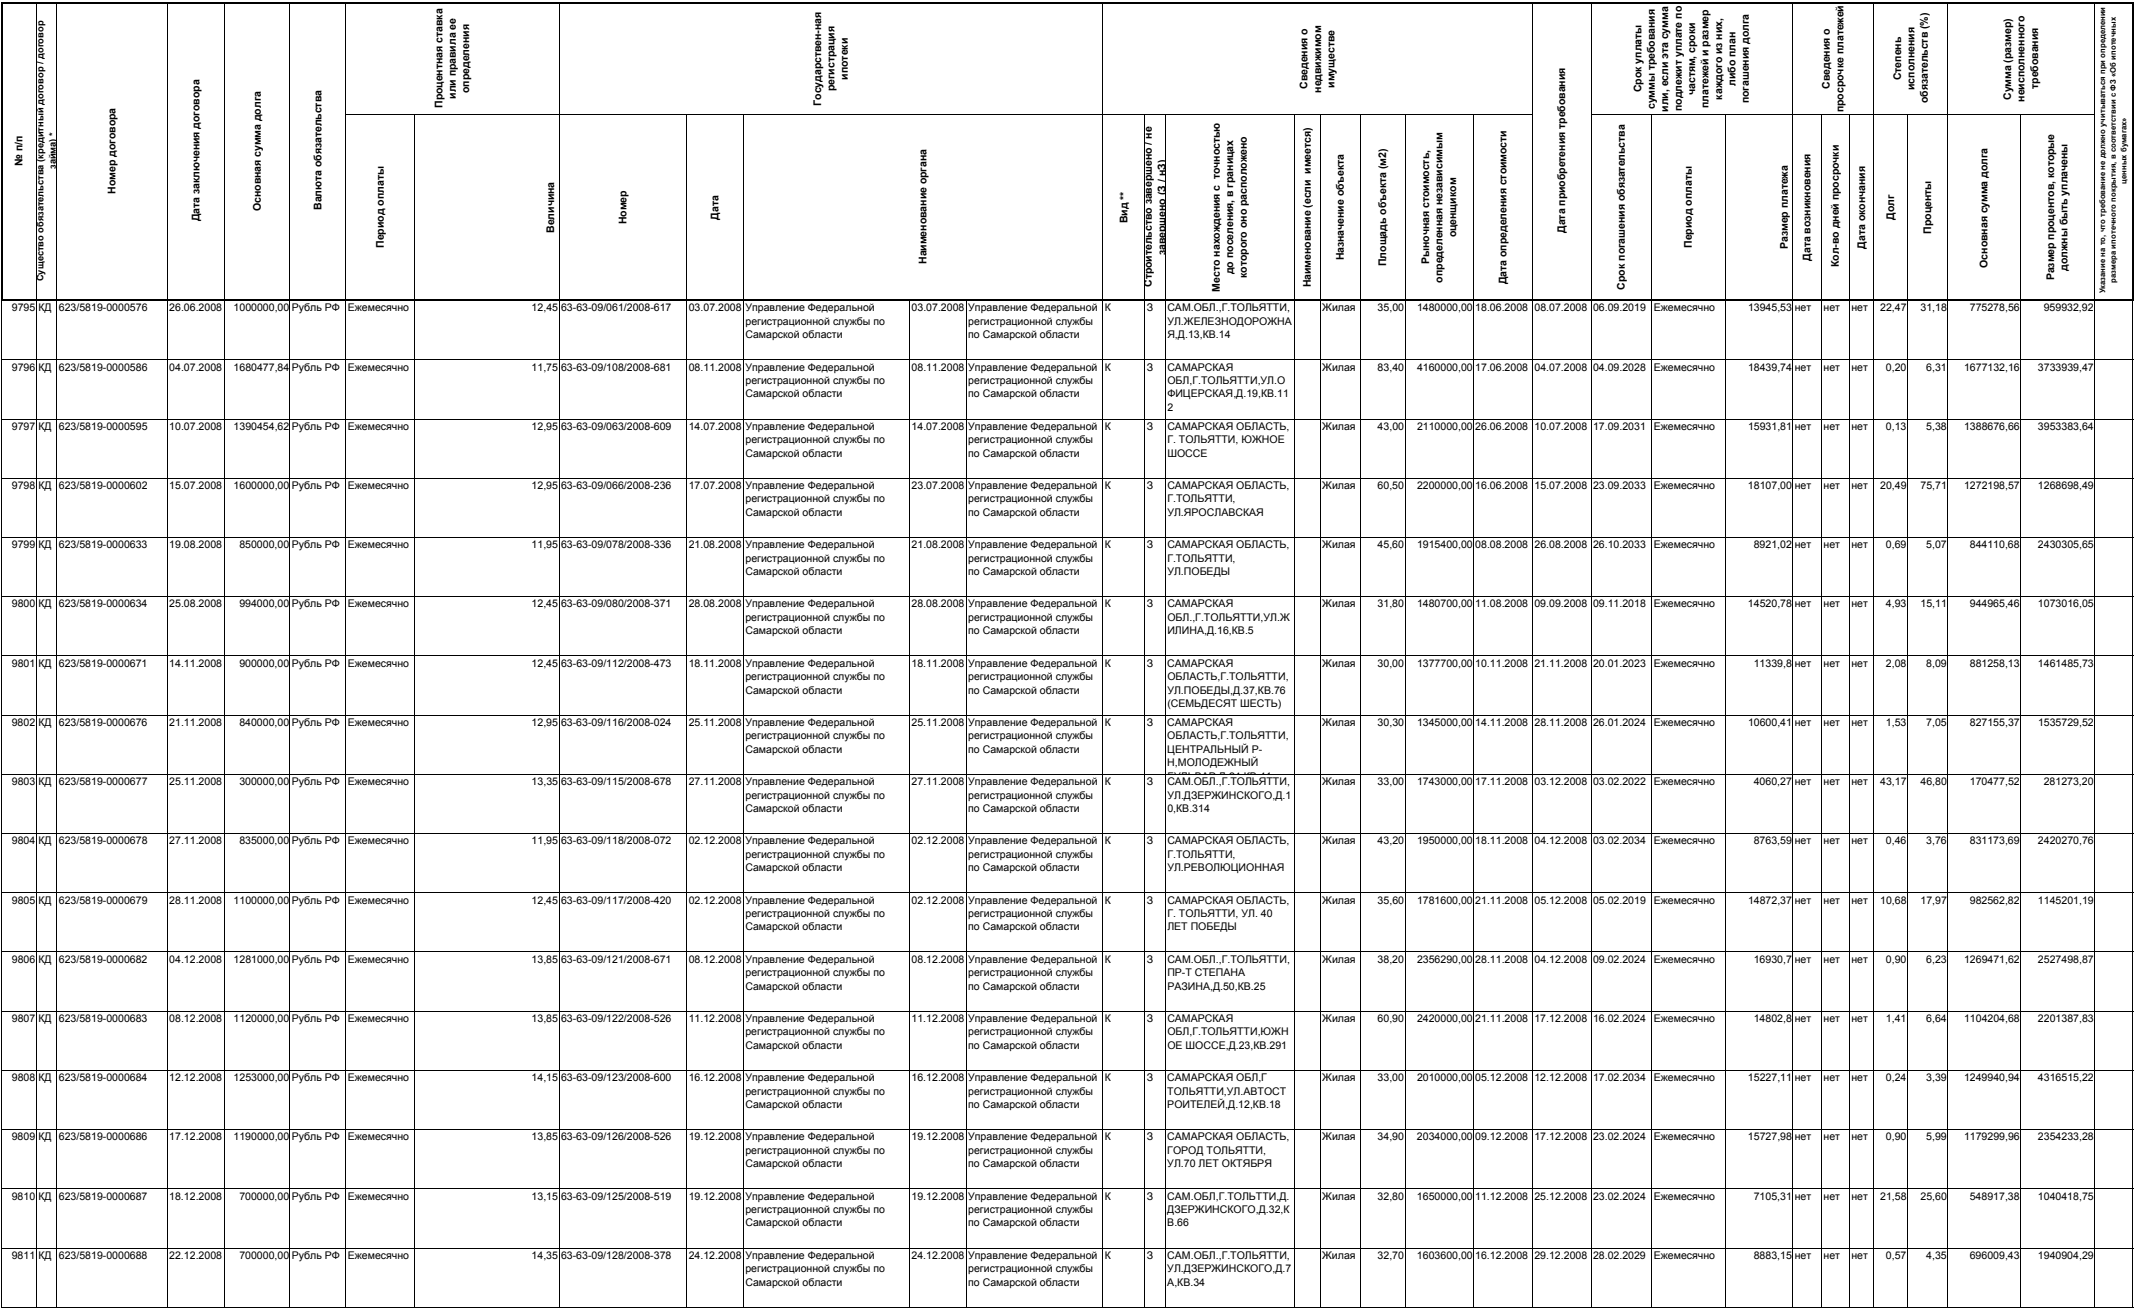 № п/п
Существо обязательства (кредитный договор / договор займа) *
Номер договора
Дата заключения договора
Основная сумма долга
Валюта обязательства
Процентная ставка или правила ее определения
Период оплаты
Величина
Государствен-ная регистрация ипотеки
Номер
Дата
Наименование органа
Сведения о недвижимом имуществе
Вид **
Строительство завершено / не завершено (З / нЗ)
Место нахождения с точностью до поселения, в границах которого оно расположено
Наименование (если имеется)
Назначение объекта
Площадь объекта (м2)
Рыночная стоимость, определенная независимым оценщиком
Дата определения стоимости
Дата приобретения требования
Срок уплаты суммы требования или, если эта сумма подлежит уплате по частям, сроки платежей и размер каждого из них, либо план погашения долга
Срок погашения обязательства
Период оплаты
Размер платежа
Сведения о просрочке платежей
Дата возникновения
Кол-во дней просрочки
Дата окончания
Степень исполнения обязательств (%)
Долг
Проценты
Сумма (размер) неисполненного требования
Основная сумма долга
Размер процентов, которые должны быть уплачены
Указание на то, что требование не должно учитываться при определении размера ипотечного покрытия, в соответствии с ФЗ «Об ипотечных ценных бумагах»
9795 КД 623/5819-0000576 26.06.2008 1000000,00 Рубль РФ Ежемесячно 12,45 63-63-09/061/2008-617 03.07.2008 Управление Федеральной регистрационной службы по Самарской области 03.07.2008 Управление Федеральной регистрационной службы по Самарской области К З САМ.ОБЛ.,Г.ТОЛЬЯТТИ, УЛ.ЖЕЛЕЗНОДОРОЖНА Я,Д.13,КВ.14 Жилая 35,00 1480000,00 18.06.2008 08.07.2008 06.09.2019 Ежемесячно 13945,53 нет нет нет 22,47 31,18 775278,56 959932,92
9796 КД 623/5819-0000586 04.07.2008 1680477,84 Рубль РФ Ежемесячно 11,75 63-63-09/108/2008-681 08.11.2008 Управление Федеральной регистрационной службы по Самарской области 08.11.2008 Управление Федеральной регистрационной службы по Самарской области К З САМАРСКАЯ ОБЛ,Г.ТОЛЬЯТТИ,УЛ.О ФИЦЕРСКАЯ,Д.19,КВ.11 2 Жилая 83,40 4160000,00 17.06.2008 04.07.2008 04.09.2028 Ежемесячно 18439,74 нет нет нет 0,20 6,31 1677132,16 3733939,47
9797 КД 623/5819-0000595 10.07.2008 1390454,62 Рубль РФ Ежемесячно 12,95 63-63-09/063/2008-609 14.07.2008 Управление Федеральной регистрационной службы по Самарской области 14.07.2008 Управление Федеральной регистрационной службы по Самарской области К З САМАРСКАЯ ОБЛАСТЬ, Г. ТОЛЬЯТТИ, ЮЖНОЕ ШОССЕ Жилая 43,00 2110000,00 26.06.2008 10.07.2008 17.09.2031 Ежемесячно 15931,81 нет нет нет 0,13 5,38 1388676,66 3953383,64
9798 КД 623/5819-0000602 15.07.2008 1600000,00 Рубль РФ Ежемесячно 12,95 63-63-09/066/2008-236 17.07.2008 Управление Федеральной регистрационной службы по Самарской области 23.07.2008 Управление Федеральной регистрационной службы по Самарской области К З САМАРСКАЯ ОБЛАСТЬ, Г.ТОЛЬЯТТИ, УЛ.ЯРОСЛАВСКАЯ Жилая 60,50 2200000,00 16.06.2008 15.07.2008 23.09.2033 Ежемесячно 18107,00 нет нет нет 20,49 75,71 1272198,57 1268698,49
9799 КД 623/5819-0000633 19.08.2008 850000,00 Рубль РФ Ежемесячно 11,95 63-63-09/078/2008-336 21.08.2008 Управление Федеральной регистрационной службы по Самарской области 21.08.2008 Управление Федеральной регистрационной службы по Самарской области К З САМАРСКАЯ ОБЛАСТЬ, Г.ТОЛЬЯТТИ, УЛ.ПОБЕДЫ Жилая 45,60 1915400,00 08.08.2008 26.08.2008 26.10.2033 Ежемесячно 8921,02 нет нет нет 0,69 5,07 844110,68 2430305,65
9800 КД 623/5819-0000634 25.08.2008 994000,00 Рубль РФ Ежемесячно 12,45 63-63-09/080/2008-371 28.08.2008 Управление Федеральной регистрационной службы по Самарской области 28.08.2008 Управление Федеральной регистрационной службы по Самарской области К З САМАРСКАЯ ОБЛ.,Г.ТОЛЬЯТТИ,УЛ.Ж ИЛИНА,Д.16,КВ.5 Жилая 31,80 1480700,00 11.08.2008 09.09.2008 09.11.2018 Ежемесячно 14520,78 нет нет нет 4,93 15,11 944965,46 1073016,05
9801 КД 623/5819-0000671 14.11.2008 900000,00 Рубль РФ Ежемесячно 12,45 63-63-09/112/2008-473 18.11.2008 Управление Федеральной регистрационной службы по Самарской области 18.11.2008 Управление Федеральной регистрационной службы по Самарской области К З САМАРСКАЯ ОБЛАСТЬ,Г.ТОЛЬЯТТИ, УЛ.ПОБЕДЫ,Д.37,КВ.76 (СЕМЬДЕСЯТ ШЕСТЬ) Жилая 30,00 1377700,00 10.11.2008 21.11.2008 20.01.2023 Ежемесячно 11339,8 нет нет нет 2,08 8,09 881258,13 1461485,73
9802 КД 623/5819-0000676 21.11.2008 840000,00 Рубль РФ Ежемесячно 12,95 63-63-09/116/2008-024 25.11.2008 Управление Федеральной регистрационной службы по Самарской области 25.11.2008 Управление Федеральной регистрационной службы по Самарской области К З САМАРСКАЯ ОБЛАСТЬ,Г.ТОЛЬЯТТИ, ЦЕНТРАЛЬНЫЙ Р- Н,МОЛОДЕЖНЫЙ Жилая 30,30 1345000,00 14.11.2008 28.11.2008 26.01.2024 Ежемесячно 10600,41 нет нет нет 1,53 7,05 827155,37 1535729,52
9803 КД 623/5819-0000677 25.11.2008 300000,00 Рубль РФ Ежемесячно 13,35 63-63-09/115/2008-678 27.11.2008 Управление Федеральной регистрационной службы по Самарской области 27.11.2008 Управление Федеральной регистрационной службы по Самарской области К З САМ.ОБЛ.,Г.ТОЛЬЯТТИ, УЛ.ДЗЕРЖИНСКОГО,Д.1 0,КВ.314 Жилая 33,00 1743000,00 17.11.2008 03.12.2008 03.02.2022 Ежемесячно 4060,27 нет нет нет 43,17 46,80 170477,52 281273,20
9804 КД 623/5819-0000678 27.11.2008 835000,00 Рубль РФ Ежемесячно 11,95 63-63-09/118/2008-072 02.12.2008 Управление Федеральной регистрационной службы по Самарской области 02.12.2008 Управление Федеральной регистрационной службы по Самарской области К З САМАРСКАЯ ОБЛАСТЬ, Г.ТОЛЬЯТТИ, УЛ.РЕВОЛЮЦИОННАЯ Жилая 43,20 1950000,00 18.11.2008 04.12.2008 03.02.2034 Ежемесячно 8763,59 нет нет нет 0,46 3,76 831173,69 2420270,76
9805 КД 623/5819-0000679 28.11.2008 1100000,00 Рубль РФ Ежемесячно 12,45 63-63-09/117/2008-420 02.12.2008 Управление Федеральной регистрационной службы по Самарской области 02.12.2008 Управление Федеральной регистрационной службы по Самарской области К З САМАРСКАЯ ОБЛАСТЬ, Г. ТОЛЬЯТТИ, УЛ. 40 ЛЕТ ПОБЕДЫ Жилая 35,60 1781600,00 21.11.2008 05.12.2008 05.02.2019 Ежемесячно 14872,37 нет нет нет 10,68 17,97 982562,82 1145201,19
9806 КД 623/5819-0000682 04.12.2008 1281000,00 Рубль РФ Ежемесячно 13,85 63-63-09/121/2008-671 08.12.2008 Управление Федеральной регистрационной службы по Самарской области 08.12.2008 Управление Федеральной регистрационной службы по Самарской области К З САМ.ОБЛ.,Г.ТОЛЬЯТТИ, ПР-Т СТЕПАНА РАЗИНА,Д.50,КВ.25 Жилая 38,20 2356290,00 28.11.2008 04.12.2008 09.02.2024 Ежемесячно 16930,7 нет нет нет 0,90 6,23 1269471,62 2527498,87
9807 КД 623/5819-0000683 08.12.2008 1120000,00 Рубль РФ Ежемесячно 13,85 63-63-09/122/2008-526 11.12.2008 Управление Федеральной регистрационной службы по Самарской области 11.12.2008 Управление Федеральной регистрационной службы по Самарской области К З САМАРСКАЯ ОБЛ,Г.ТОЛЬЯТТИ,ЮЖН ОЕ ШОССЕ,Д.23,КВ.291 Жилая 60,90 2420000,00 21.11.2008 17.12.2008 16.02.2024 Ежемесячно 14802,8 нет нет нет 1,41 6,64 1104204,68 2201387,83
9808 КД 623/5819-0000684 12.12.2008 1253000,00 Рубль РФ Ежемесячно 14,15 63-63-09/123/2008-600 16.12.2008 Управление Федеральной регистрационной службы по Самарской области 16.12.2008 Управление Федеральной регистрационной службы по Самарской области К З САМАРСКАЯ ОБЛ,Г ТОЛЬЯТТИ,УЛ.АВТОСТ РОИТЕЛЕЙ,Д.12,КВ.18 Жилая 33,00 2010000,00 05.12.2008 12.12.2008 17.02.2034 Ежемесячно 15227,11 нет нет нет 0,24 3,39 1249940,94 4316515,22
9809 КД 623/5819-0000686 17.12.2008 1190000,00 Рубль РФ Ежемесячно 13,85 63-63-09/126/2008-526 19.12.2008 Управление Федеральной регистрационной службы по Самарской области 19.12.2008 Управление Федеральной регистрационной службы по Самарской области К З САМАРСКАЯ ОБЛАСТЬ, ГОРОД ТОЛЬЯТТИ, УЛ.70 ЛЕТ ОКТЯБРЯ Жилая 34,90 2034000,00 09.12.2008 17.12.2008 23.02.2024 Ежемесячно 15727,98 нет нет нет 0,90 5,99 1179299,96 2354233,28
9810 КД 623/5819-0000687 18.12.2008 700000,00 Рубль РФ Ежемесячно 13,15 63-63-09/125/2008-519 19.12.2008 Управление Федеральной регистрационной службы по Самарской области 19.12.2008 Управление Федеральной регистрационной службы по Самарской области К З САМ.ОБЛ,Г.ТОЛЬТТИ,Д. ДЗЕРЖИНСКОГО,Д.32,К В.66 Жилая 32,80 1650000,00 11.12.2008 25.12.2008 23.02.2024 Ежемесячно 7105,31 нет нет нет 21,58 25,60 548917,38 1040418,75
9811 КД 623/5819-0000688 22.12.2008 700000,00 Рубль РФ Ежемесячно 14,35 63-63-09/128/2008-378 24.12.2008 Управление Федеральной регистрационной службы по Самарской области 24.12.2008 Управление Федеральной регистрационной службы по Самарской области К З САМ.ОБЛ.,Г.ТОЛЬЯТТИ, УЛ.ДЗЕРЖИНСКОГО,Д.7 А,КВ.34 Жилая 32,70 1603600,00 16.12.2008 29.12.2008 28.02.2029 Ежемесячно 8883,15 нет нет нет 0,57 4,35 696009,43 1940904,29